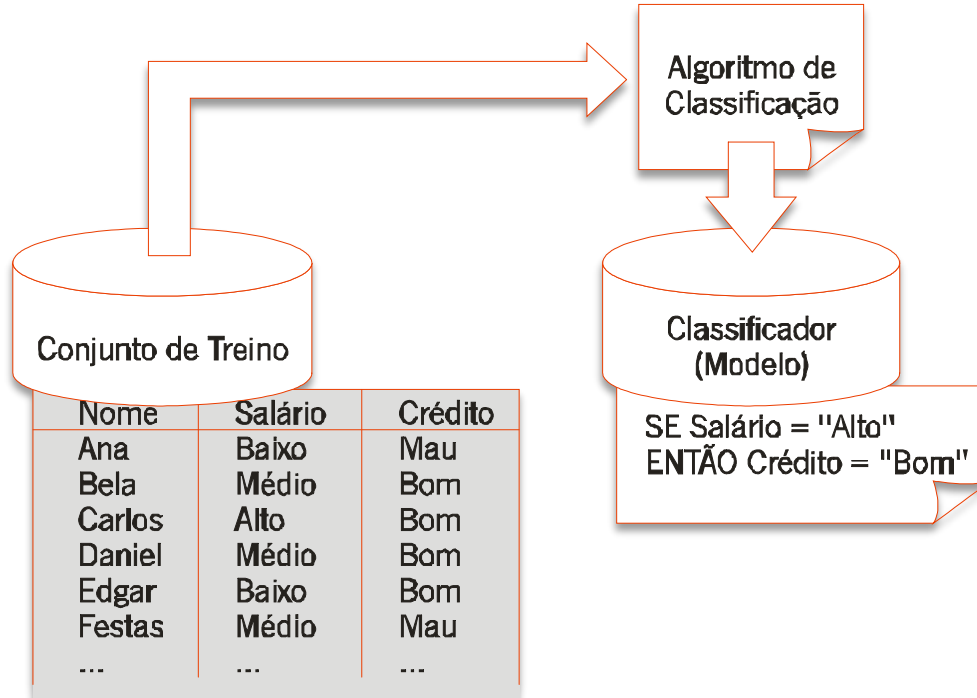 Algoritmo de
Classificação
Conjunto de Treino
Classificador
(Modelo)
Nome Salário Crédito
Ana Baixo Mau
Bela Médio Bom
Carlos Alto Bom
Daniel Médio Bom
Edgar Baixo Bom
Festas Médio Mau
... ... ...
SE Salário = "Alto"
ENTÃO Crédito = "Bom"